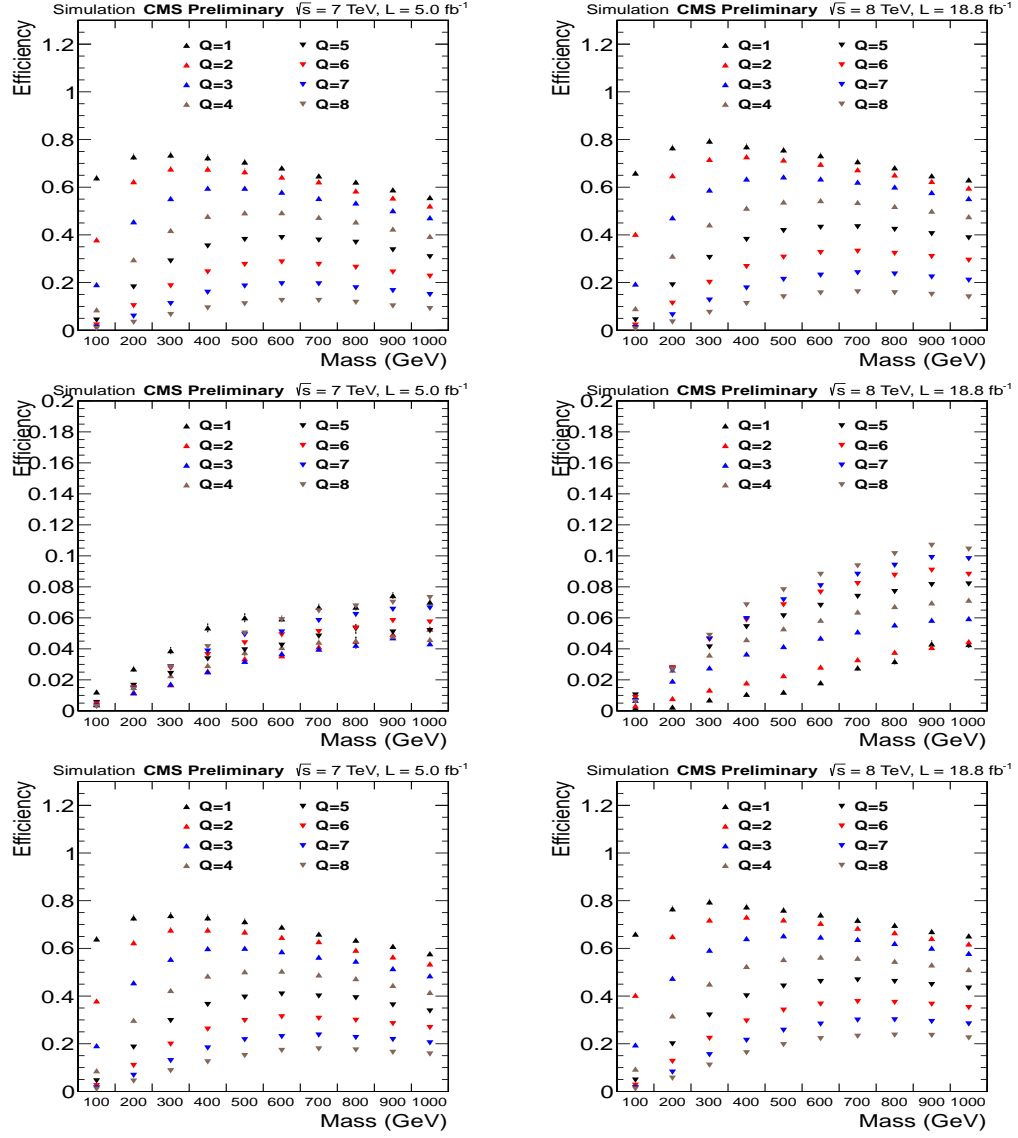 Simulation CMS Preliminary √s = 7 TeV, L = 5.0 fb-1
Efficiency
1.2
1
0.8
0.6
0.4
0.2
0
Q=1 Q=5
Q=2 Q=6
Q=3 Q=7
Q=4 Q=8
100 200 300 400 500 600 700 800 900 1000
Mass (GeV)
Simulation CMS Preliminary √s = 8 TeV, L = 18.8 fb-1
Efficiency
1.2
1
0.8
0.6
0.4
0.2
0
Q=1 Q=5
Q=2 Q=6
Q=3 Q=7
Q=4 Q=8
100 200 300 400 500 600 700 800 900 1000
Mass (GeV)
Simulation CMS Preliminary √s = 7 TeV, L = 5.0 fb-1
Efficiency
0.2
0.18
0.16
0.14
0.12
0.1
0.08
0.06
0.04
0.02
0
Q=1 Q=5
Q=2 Q=6
Q=3 Q=7
Q=4 Q=8
100 200 300 400 500 600 700 800 900 1000
Mass (GeV)
Simulation CMS Preliminary √s = 8 TeV, L = 18.8 fb-1
Efficiency
0.2
0.18
0.16
0.14
0.12
0.1
0.08
0.06
0.04
0.02
0
Q=1 Q=5
Q=2 Q=6
Q=3 Q=7
Q=4 Q=8
100 200 300 400 500 600 700 800 900 1000
Mass (GeV)
Simulation CMS Preliminary √s = 7 TeV, L = 5.0 fb-1
Efficiency
1.2
1
0.8
0.6
0.4
0.2
0
Q=1 Q=5
Q=2 Q=6
Q=3 Q=7
Q=4 Q=8
100 200 300 400 500 600 700 800 900 1000
Mass (GeV)
Simulation CMS Preliminary √s = 8 TeV, L = 18.8 fb-1
Efficiency
1.2
1
0.8
0.6
0.4
0.2
0
Q=1 Q=5
Q=2 Q=6
Q=3 Q=7
Q=4 Q=8
100 200 300 400 500 600 700 800 900 1000
Mass (GeV)